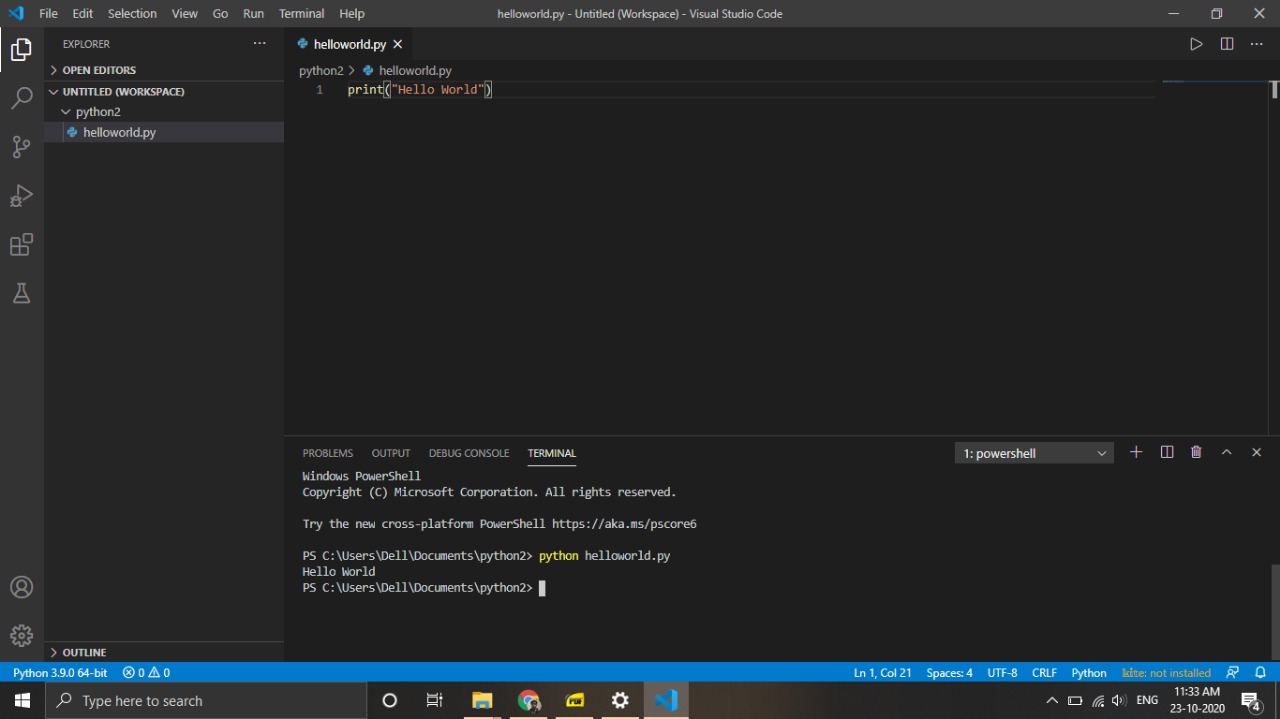 File Edit Selection View Go Run Terminal Help
helloworld.py - Untitled (Workspace) - Visual Studio Code
EXPLORER
OPEN EDITORS
UNTITLED (WORKSPACE)
python2
helloworld.py
OUTLINE
helloworld.py
python2 > helloworld.py
1 print("Hello World")
PROBLEMS OUTPUT DEBUG CONSOLE TERMINAL
1: powershell
Windows PowerShell
Copyright (C) Microsoft Corporation. All rights reserved.
Try the new cross-platform PowerShell https://aka.ms/pscore6
PS C:\Users\Dell\Documents\python2> python helloworld.py
Hello World
PS C:\Users\Dell\Documents\python2>
Python 3.9.0 64-bit 0 0 Ln 1, Col 21 Spaces: 4 UTF-8 CRLF Python kite: not installed
Type here to search
PDF
ENG
11:33 AM
23-10-2020
4